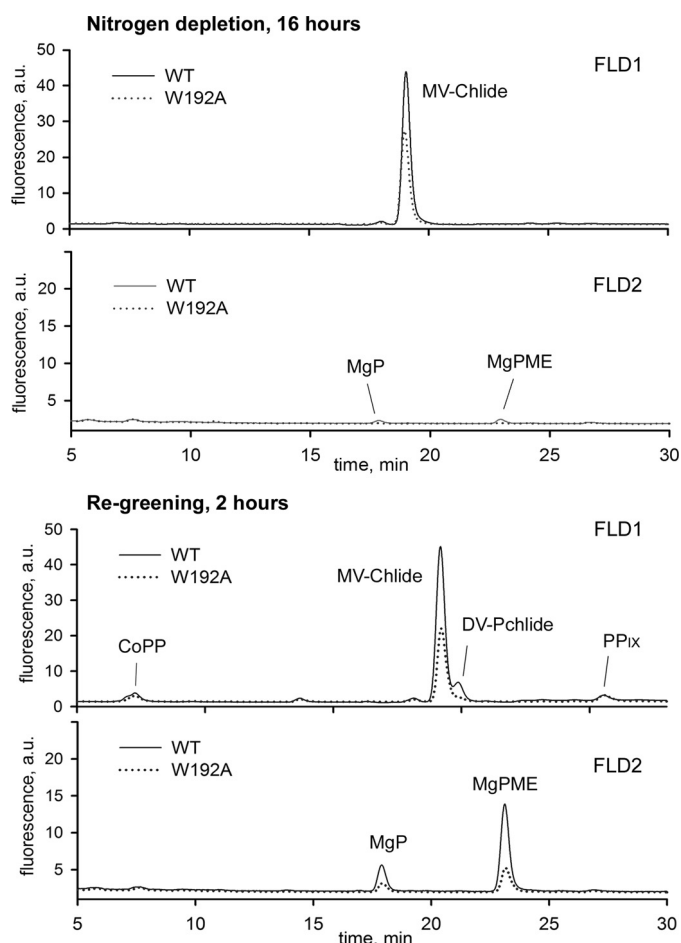 Nitrogen depletion, 16 hours
50
40
30
20
10
0
fluorescence, a.u.
WT
W192A
MV-Chlide
FLD1
20
15
10
5
fluorescence, a.u.
WT
W192A
MgP
MgPME
FLD2
5 10 15 20 25 30
time, min
Re-greening, 2 hours
50
40
30
20
10
0
fluorescence, a.u.
WT
W192A
CoPP
MV-Chlide
DV-Pchlide
PPIX
FLD1
20
15
10
5
fluorescence, a.u.
WT
W192A
MgP
MgPME
FLD2
5 10 15 20 25 30
time, min